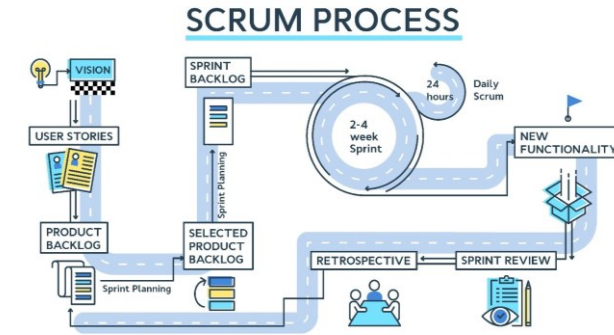 SCRUM PROCESS
VISION
USER STORIES
PRODUCT
BACKLOG
Sprint Planning
SELECTED
PRODUCT
BACKLOG
Sprint Planning
SPRINT
BACKLOG
2-4
week
Sprint
24
hours
Daily
Scrum
NEW
FUNCTIONALITY
SPRINT REVIEW
RETROSPECTIVE